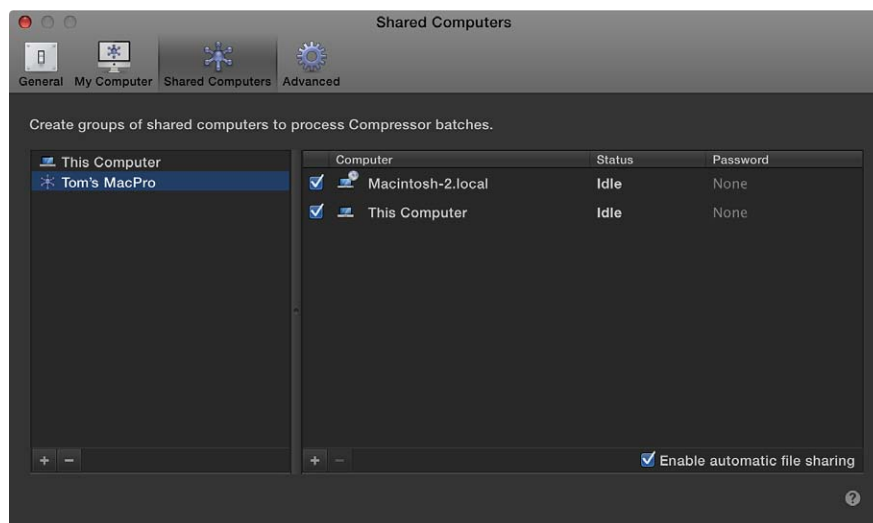 Shared Computers
General My Computer Shared Computers Advanced
Create groups of shared computers to process Compressor batches.
This Computer
Tom's MacPro
Computer Status Password
Macintosh-2.local Idle None
This Computer Idle None
Enable automatic file sharing